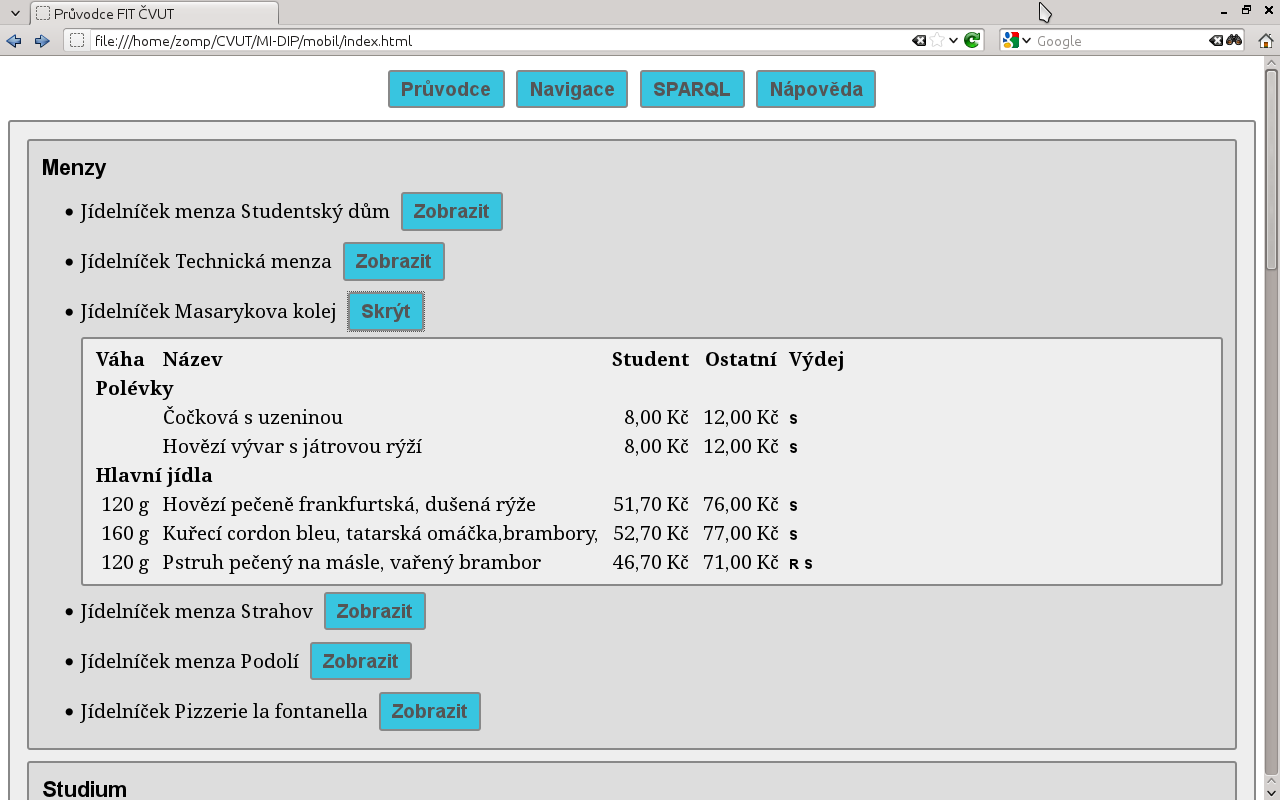 Průvodce FIT ČVUT
file:///home/zomp/CVUT/MI-DIP/mobil/index.html Google
Průvodce Navigace SPARQL Nápověda
Menzy
Jídelníček menza Studentský dům Zobrazit
Jídelníček Technická menza Zobrazit
Jídelníček Masarykova kolej Skrýt
Váha Název Student Ostatní Výdej
Polévky
Čočková s uzeninou 8,00 Kč 12,00 Kč S
Hovězí vývar s játrovou rýží 8,00 Kč 12,00 Kč S
Hlavní jídla
120 g Hovězí pečeně frankfurtská, dušená rýže 51,70 Kč 76,00 Kč S
160 g Kuřecí cordon bleu, tatarská omáčka,brambory, 52,70 Kč 77,00 Kč S
120 g Pstruh pečený na másle, vařený brambor 46,70 Kč 71,00 Kč R S
Jídelníček menza Strahov Zobrazit
Jídelníček menza Podolí Zobrazit
Jídelníček Pizzerie la fontanella Zobrazit
Studium